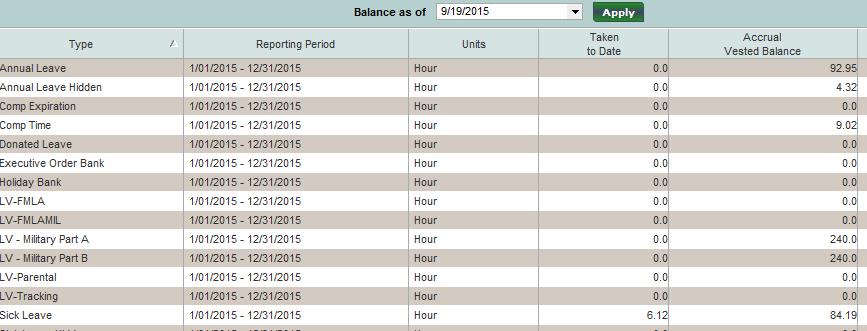 Balance as of 9/19/2015 Apply
Type Reporting Period Units Taken to Date Accrual Vested Balance
Annual Leave 1/01/2015 - 12/31/2015 Hour 0.0 92.95
Annual Leave Hidden 1/01/2015 - 12/31/2015 Hour 0.0 4.32
Comp Expiration 1/01/2015 - 12/31/2015 Hour 0.0 0.0
Comp Time 1/01/2015 - 12/31/2015 Hour 0.0 9.02
Donated Leave 1/01/2015 - 12/31/2015 Hour 0.0 0.0
Executive Order Bank 1/01/2015 - 12/31/2015 Hour 0.0 0.0
Holiday Bank 1/01/2015 - 12/31/2015 Hour 0.0 0.0
LV-FMLA 1/01/2015 - 12/31/2015 Hour 0.0 0.0
LV-FMLAMIL 1/01/2015 - 12/31/2015 Hour 0.0 0.0
LV - Military Part A 1/01/2015 - 12/31/2015 Hour 0.0 240.0
LV - Military Part B 1/01/2015 - 12/31/2015 Hour 0.0 240.0
LV-Parental 1/01/2015 - 12/31/2015 Hour 0.0 0.0
LV-Tracking 1/01/2015 - 12/31/2015 Hour 0.0 0.0
Sick Leave 1/01/2015 - 12/31/2015 Hour 6.12 84.19